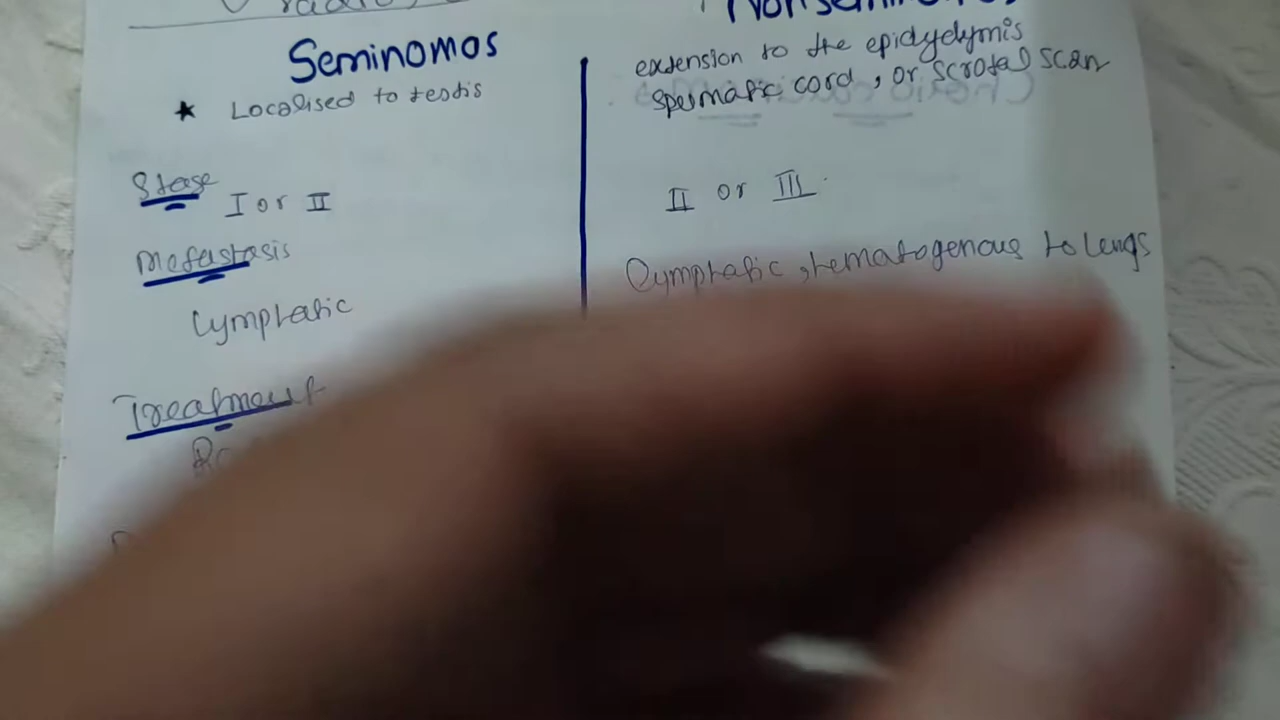 Seminomas
★ Localised to testis
extension to the epidydymis
spermatic cord, or scrotal scan
Stage
I or II
II or III.
Metastasis
Lymphatic
Lymphatic, hematogenous to lungs
Treatment